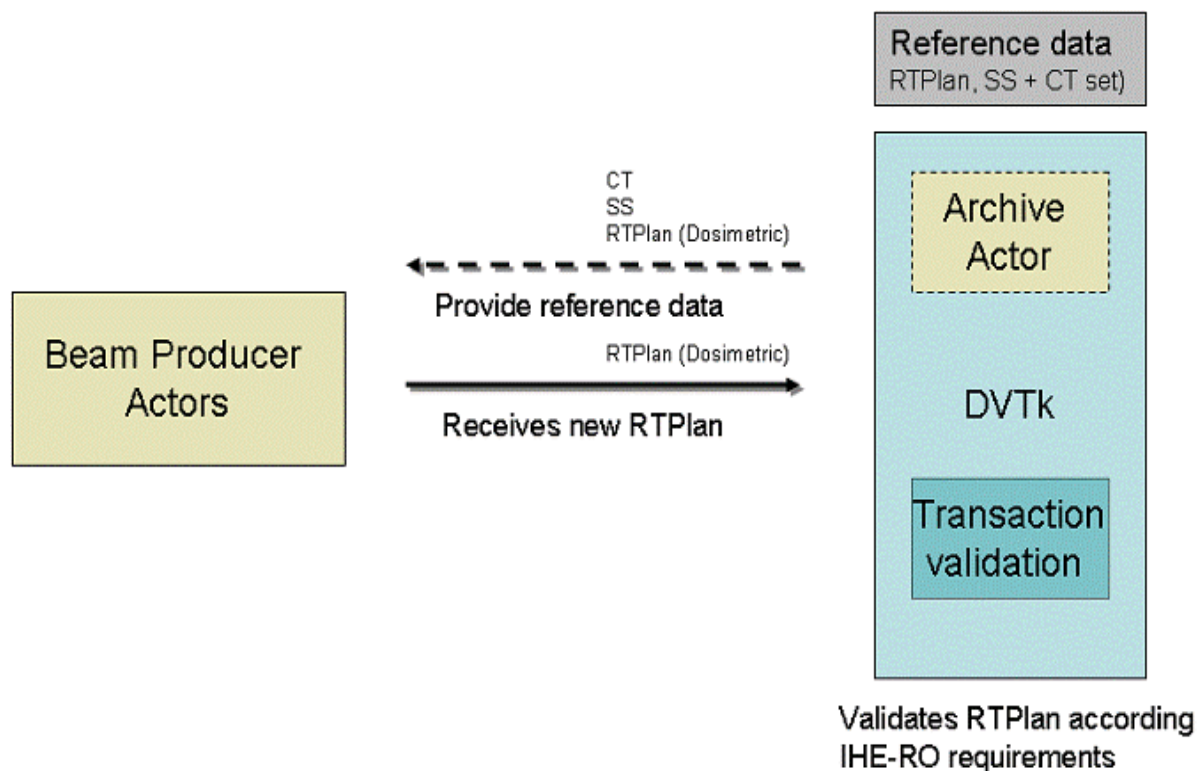 Reference data
RTPlan, SS + CT set)
CT
SS
RTPlan (Dosimetric)
Provide reference data
Archive
Actor
Beam Producer
Actors
RTPlan (Dosimetric)
Receives new RTPlan
DVTk
Transaction
validation
Validates RTPlan according
IHE-RO requirements